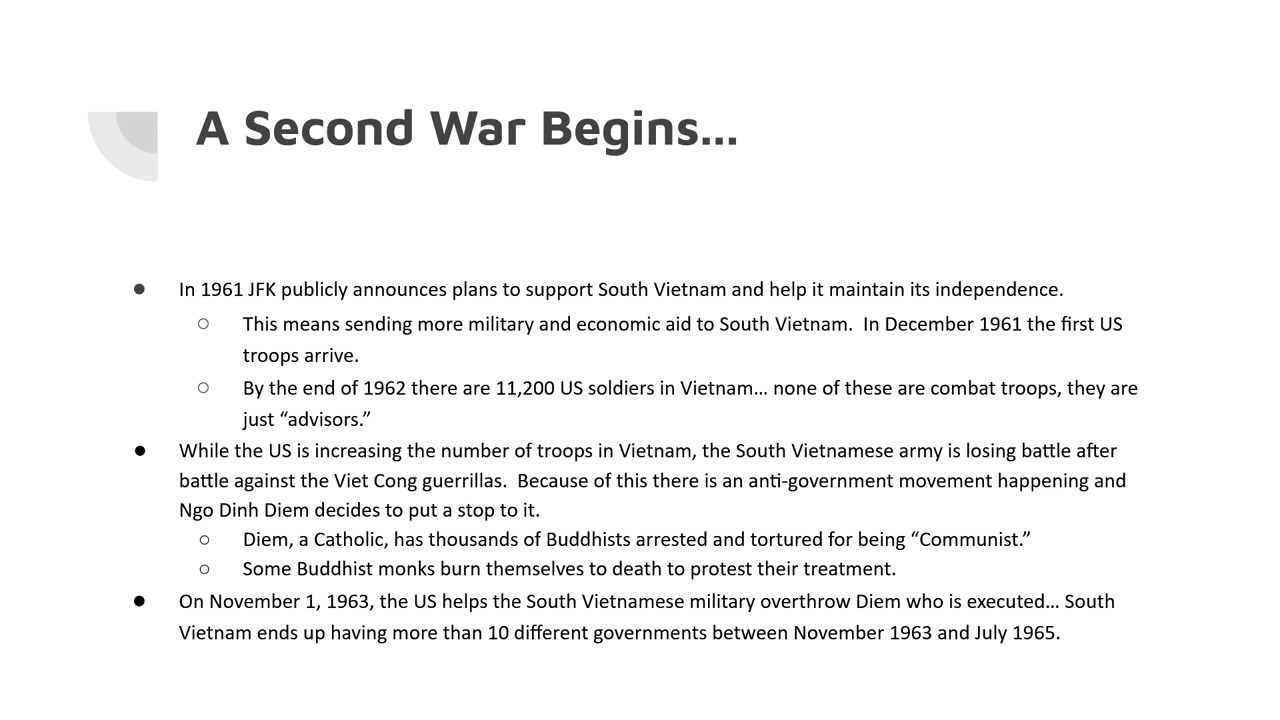 A Second War Begins...
● In 1961 JFK publicly announces plans to support South Vietnam and help it maintain its independence.
○ This means sending more military and economic aid to South Vietnam.  In December 1961 the first US
troops arrive.
○ By the end of 1962 there are 11,200 US soldiers in Vietnam… none of these are combat troops, they are
just “advisors.”
● While the US is increasing the number of troops in Vietnam, the South Vietnamese army is losing battle after
battle against the Viet Cong guerrillas.  Because of this there is an anti-government movement happening and
Ngo Dinh Diem decides to put a stop to it.
○ Diem, a Catholic, has thousands of Buddhists arrested and tortured for being “Communist.”
○ Some Buddhist monks burn themselves to death to protest their treatment.
● On November 1, 1963, the US helps the South Vietnamese military overthrow Diem who is executed… South
Vietnam ends up having more than 10 different governments between November 1963 and July 1965.